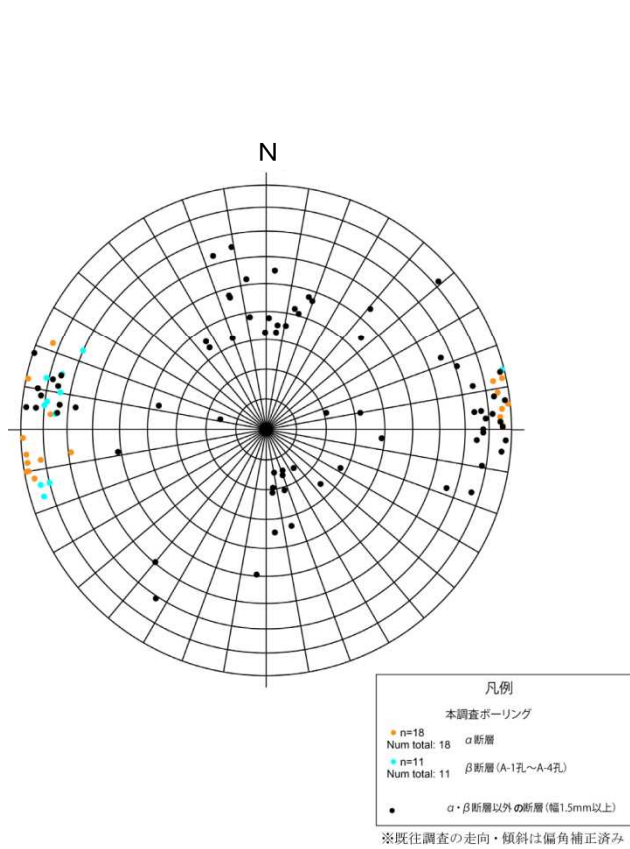 N
凡例
本調査ボーリング
n=18
Num total: 18 α断層
n=11
Num total: 11 β断層(A-1孔～A-4孔)
α・β断層以外の断層(幅1.5mm以上)
※既往調査の走向・傾斜は偏角補正済み